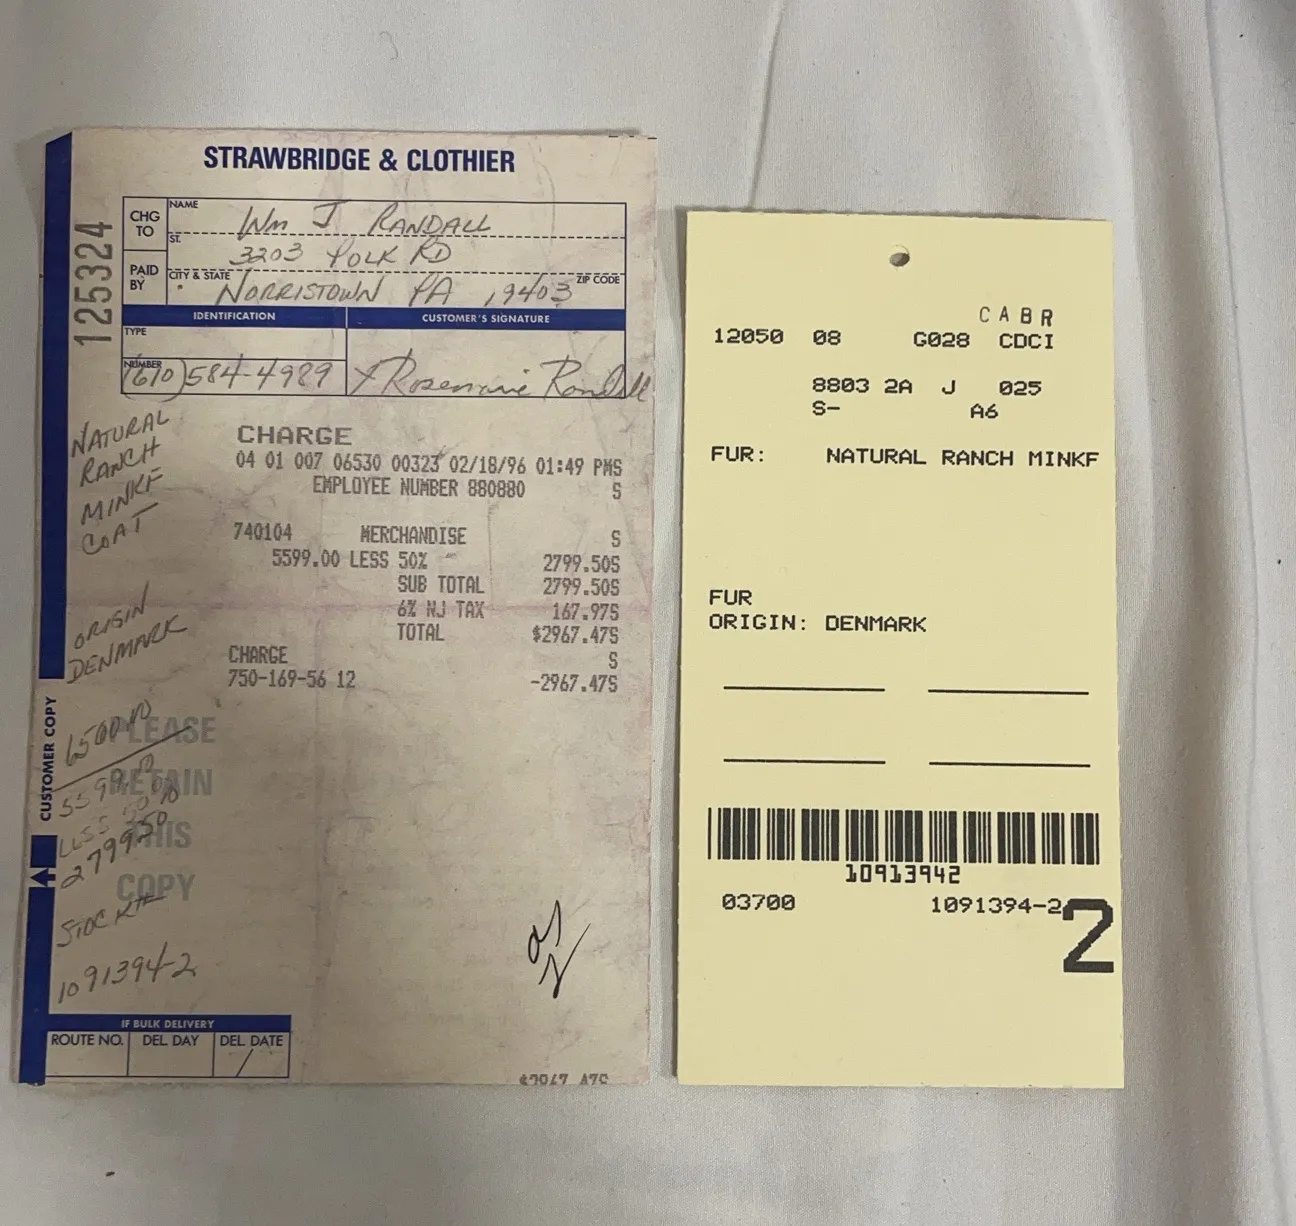 STRAWBRIDGE & CLOTHIER
125324
CHG TO
PAID BY
NAME Wm J RANDALL
ST. 3203 POLK RD
CITY & STATE NORRISTOWN PA ZIP CODE 19403
IDENTIFICATION CUSTOMER'S SIGNATURE
TYPE
NUMBER (610)584-4989 X Rosemarie Randall
NATURAL
RANCH
MINKF
COAT
CHARGE
04 01 007 06530 00323 02/18/96 01:49 PMS
EMPLOYEE NUMBER 880880 S
740104 MERCHANDISE S
5599.00 LESS 50% 2799.50S
SUB TOTAL 2799.50S
6% NJ TAX 167.97S
TOTAL $2967.47S
CHARGE S
750-169-56 12 -2967.47S
ORIGIN
DENMARK
CUSTOMER COPY
PLEASE
RETAIN
THIS
COPY
5599.00
LESS 50%
2799.50
STOCK#
1091394-2
IF BULK DELIVERY
ROUTE NO. DEL DAY DEL DATE
$2967.47S
CABR
12050 08 G028 CDCI
8803 2A J 025
S- A6
FUR: NATURAL RANCH MINKF
FUR
ORIGIN: DENMARK
10913942
03700 1091394-2
2